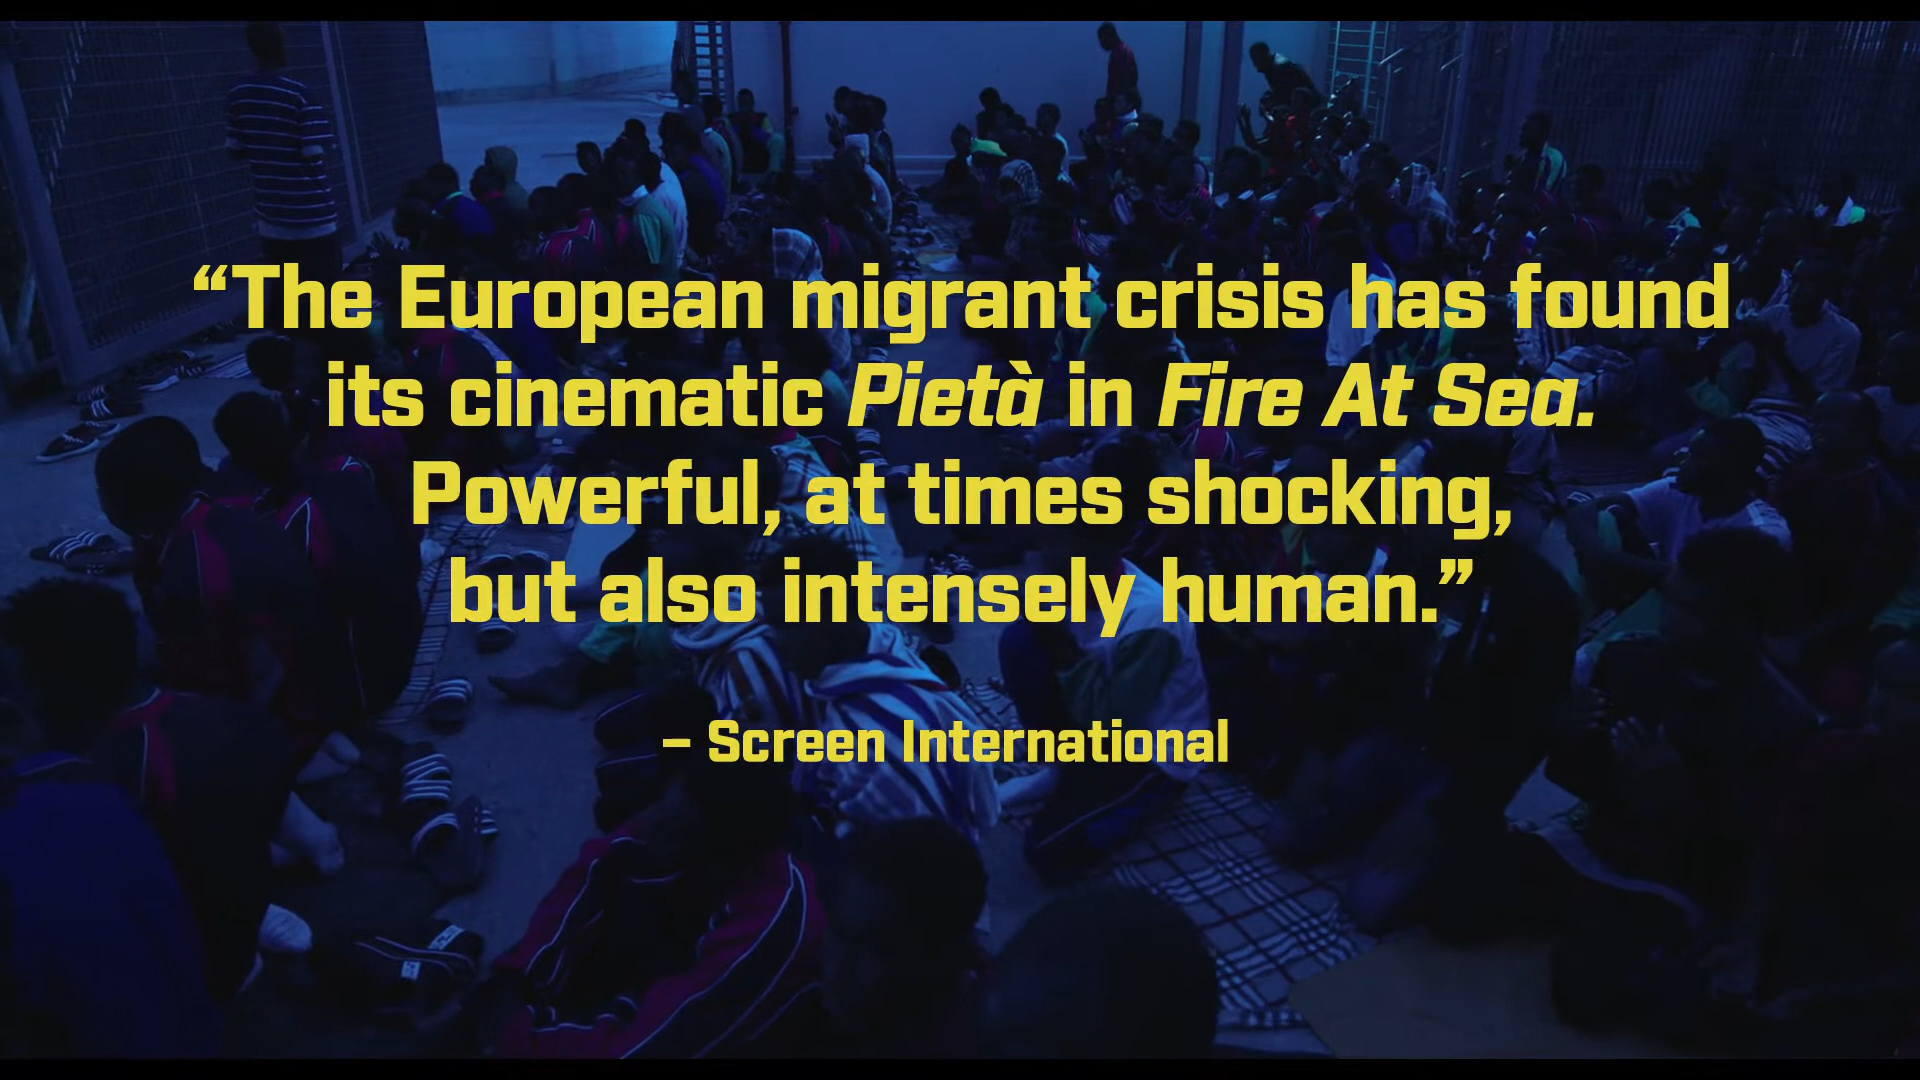 “The European migrant crisis has found
its cinematic Pietà in Fire At Sea.
Powerful, at times shocking,
but also intensely human.”
– Screen International